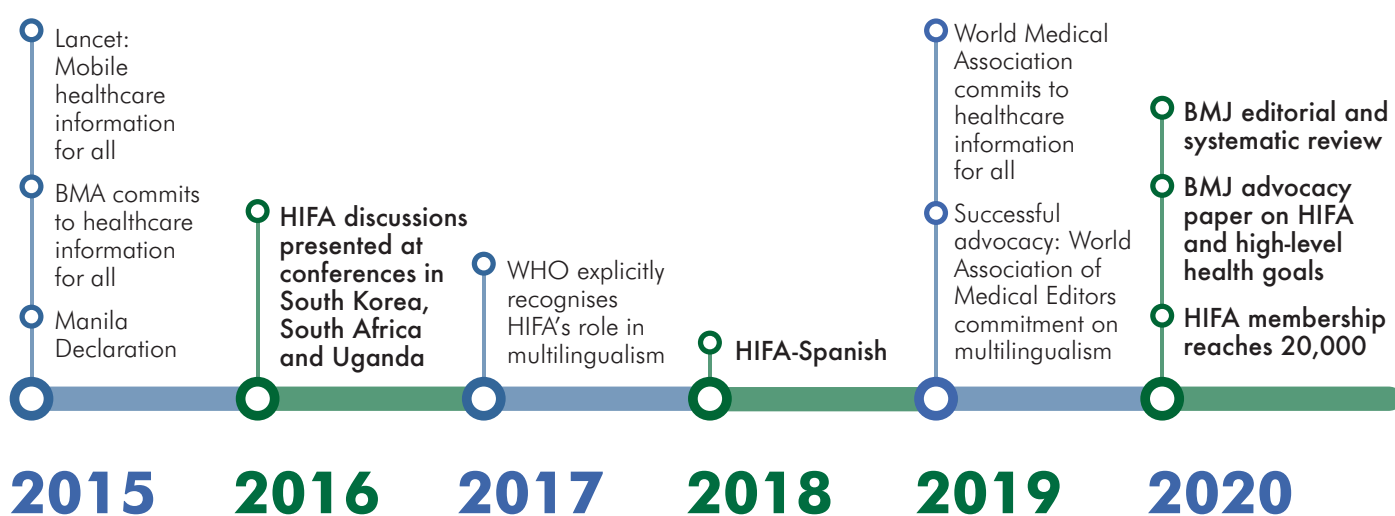 Lancet:
Mobile
healthcare
information
for all
BMA commits
to healthcare
information
for all
Manila
Declaration
HIFA discussions
presented at
conferences in
South Korea,
South Africa
and Uganda
WHO explicitly
recognises
HIFA’s role in
multilingualism
HIFA-Spanish
World Medical
Association
commits to
healthcare
information
for all
Successful
advocacy: World
Association of
Medical Editors
commitment on
multilingualism
BMJ editorial and
systematic review
BMJ advocacy
paper on HIFA
and high-level
health goals
HIFA membership
reaches 20,000
2015 2016 2017 2018 2019 2020